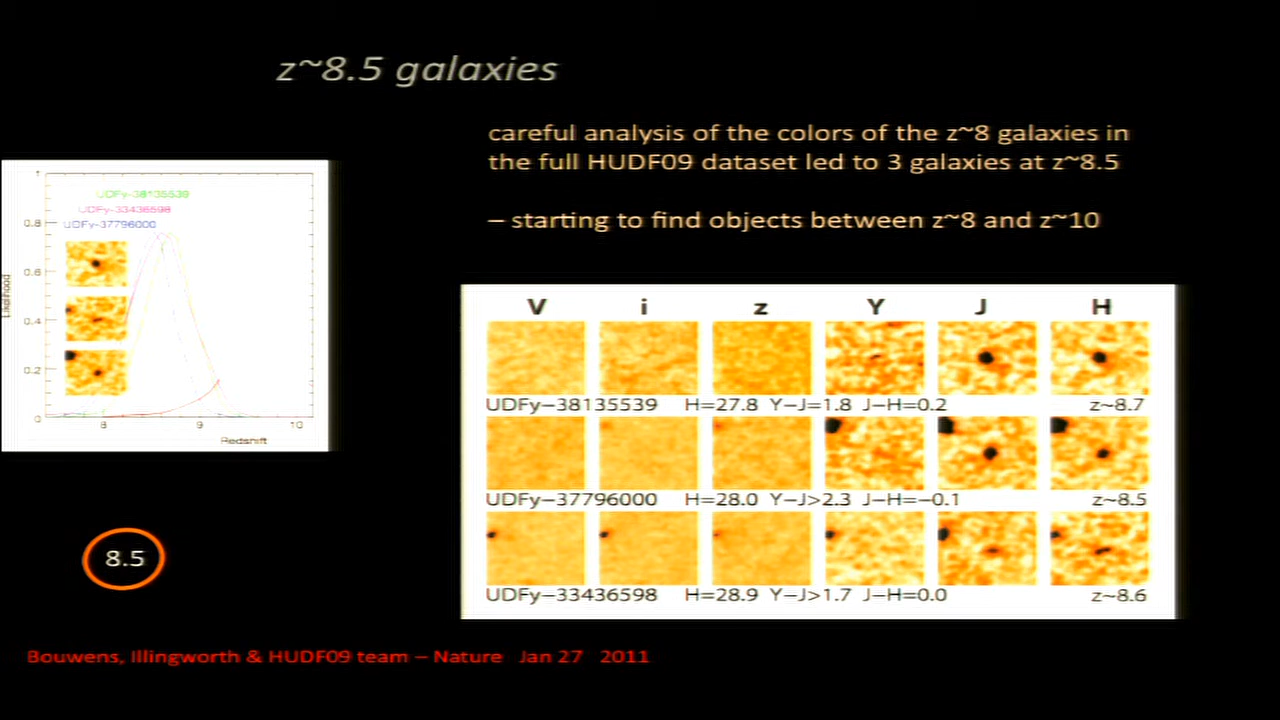 z~8.5 galaxies
careful analysis of the colors of the z~8 galaxies in
the full HUDF09 dataset led to 3 galaxies at z~8.5
– starting to find objects between z~8 and z~10
1
UDFy-38135539
UDFy-33436598
UDFy-37796000
0.8
0.6
0.4
0.2
0
Likelihood
8 9 10
Redshift
V i z Y J H
UDFy−38135539 H=27.8 Y−J=1.8 J−H=0.2 z~8.7
UDFy−37796000 H=28.0 Y−J>2.3 J−H=−0.1 z~8.5
UDFy−33436598 H=28.9 Y−J>1.7 J−H=0.0 z~8.6
8.5
Bouwens, Illingworth & HUDF09 team – Nature Jan 27 2011